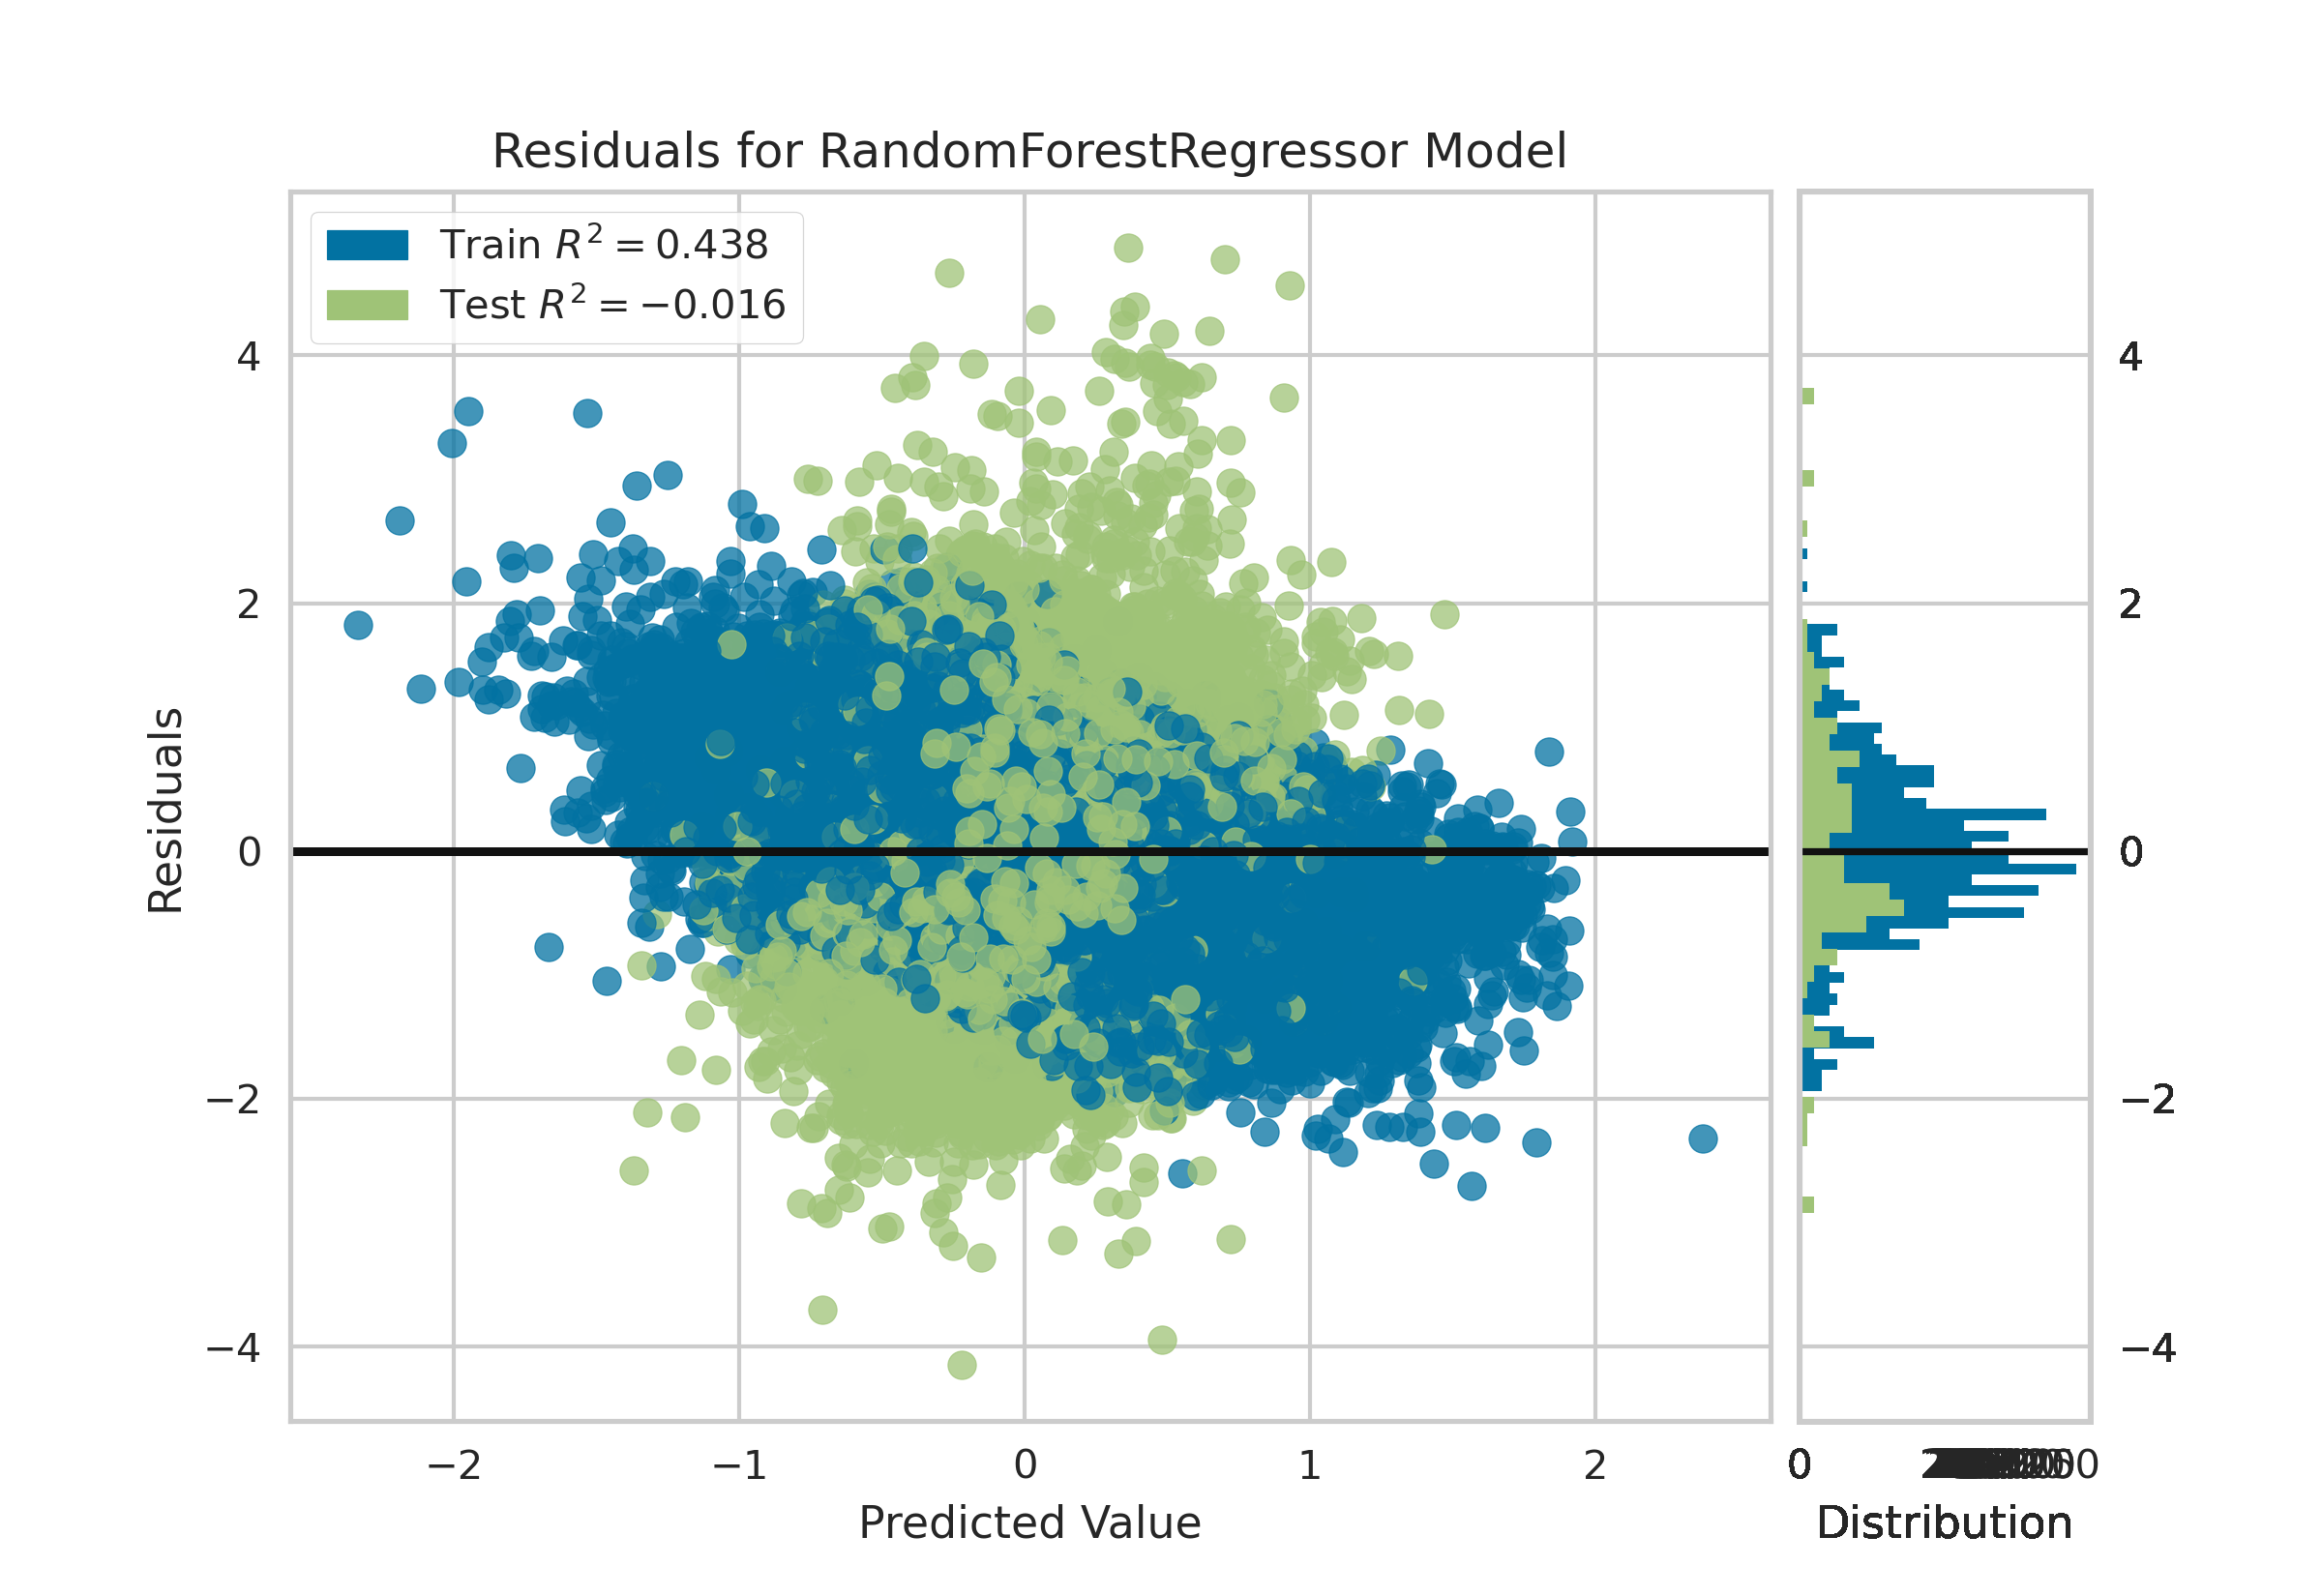 Residuals for RandomForestRegressor Model
Train R² = 0.438
Test R² = −0.016
4
2
0
−2
−4
Residuals
4
2
0
−2
−4
−2
−1
0
1
2
0
Predicted Value
Distribution